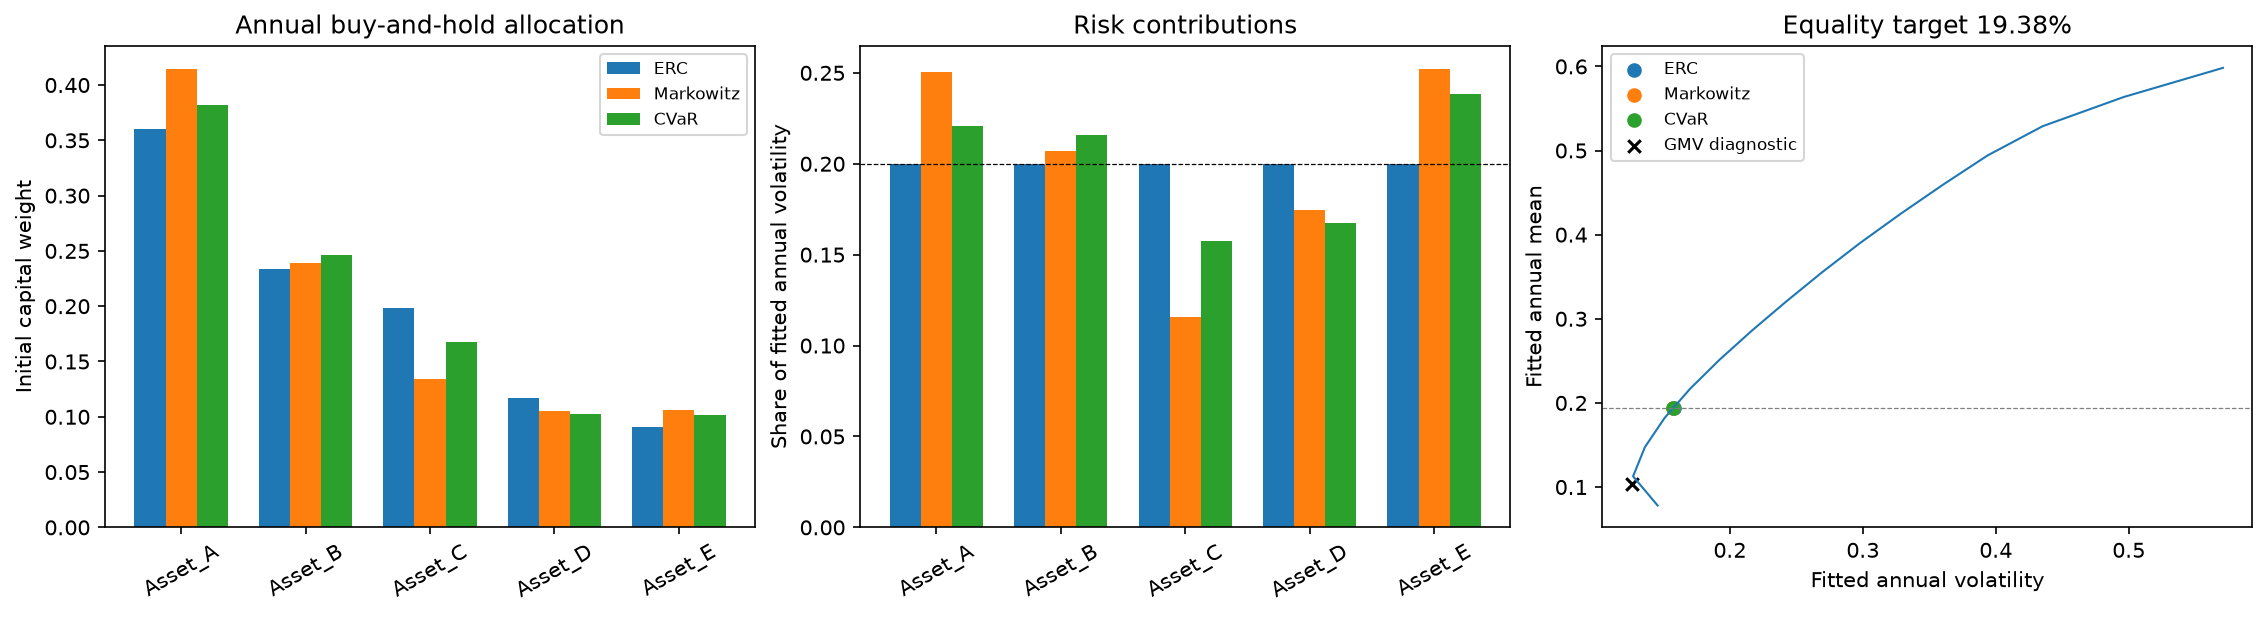 Annual buy-and-hold allocation
Initial capital weight
0.40
0.35
0.30
0.25
0.20
0.15
0.10
0.05
0.00
ERC
Markowitz
CVaR
Asset_A
Asset_B
Asset_C
Asset_D
Asset_E
Risk contributions
Share of fitted annual volatility
0.25
0.20
0.15
0.10
0.05
0.00
Asset_A
Asset_B
Asset_C
Asset_D
Asset_E
Equality target 19.38%
Fitted annual mean
0.6
0.5
0.4
0.3
0.2
0.1
ERC
Markowitz
CVaR
GMV diagnostic
0.2
0.3
0.4
0.5
Fitted annual volatility